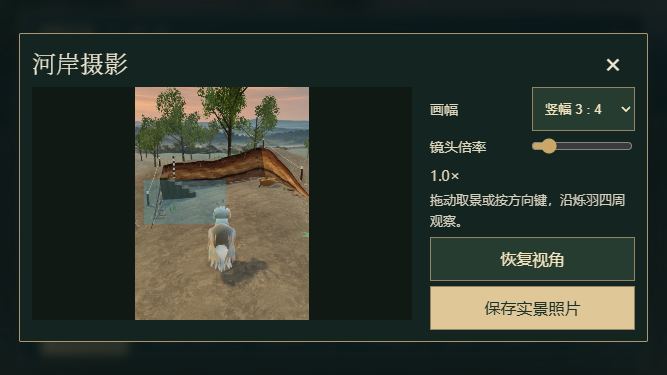 河岸摄影
×
画幅
竖幅 3 : 4
镜头倍率
1.0×
拖动取景或按方向键，沿烁羽四周
观察。
恢复视角
保存实景照片